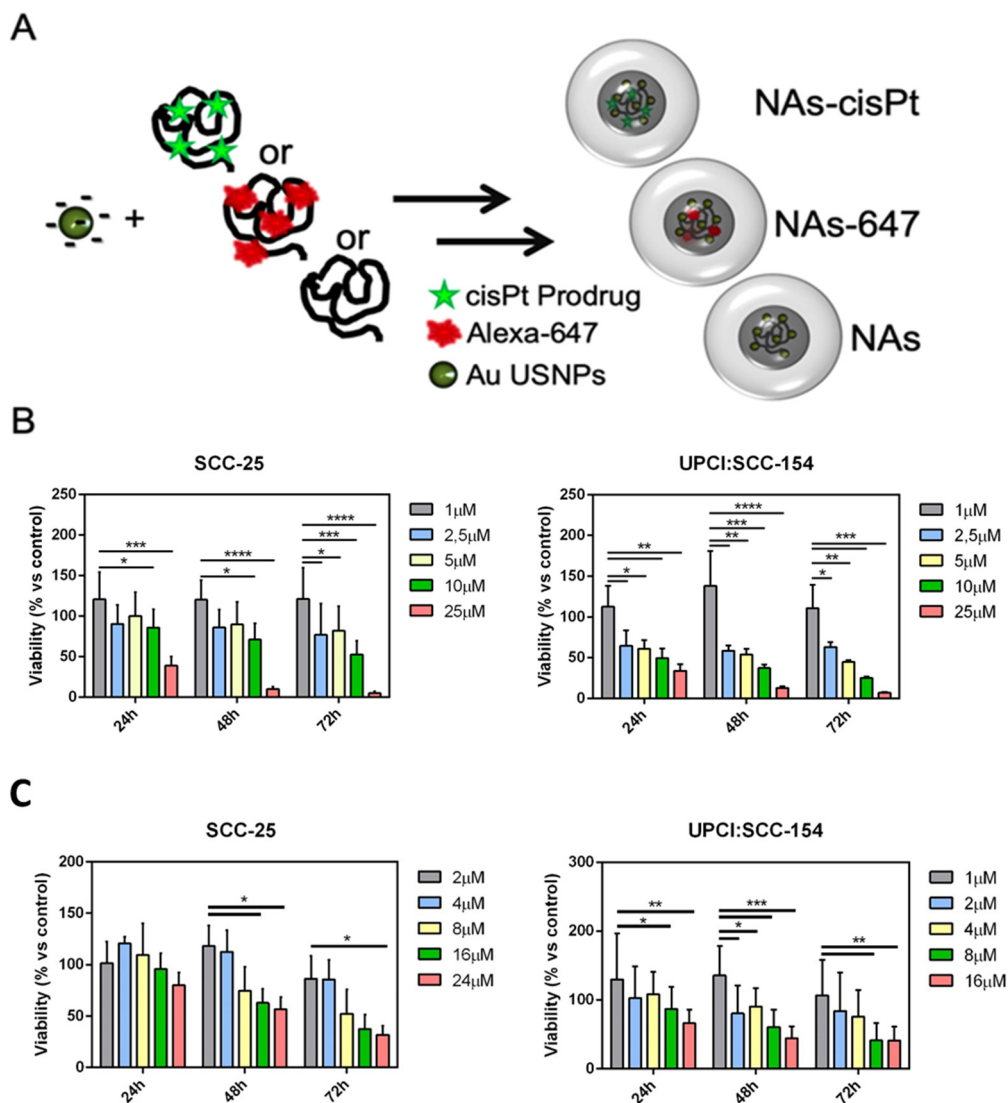 A
or
or
cisPt Prodrug
Alexa-647
Au USNPs
NAs-cisPt
NAs-647
NAs
B
SCC-25
Viability (% vs control)
250
200
150
100
50
0
***
*
****
*
****
***
*
24h
48h
72h
1μM
2,5μM
5μM
10μM
25μM
UPCI:SCC-154
Viability (% vs control)
250
200
150
100
50
0
**
*
****
***
**
***
**
*
24h
48h
72h
1μM
2,5μM
5μM
10μM
25μM
C
SCC-25
Viability (% vs control)
200
150
100
50
0
*
*
24h
48h
72h
2μM
4μM
8μM
16μM
24μM
UPCI:SCC-154
Viability (% vs control)
300
200
100
0
**
*
***
*
**
24h
48h
72h
1μM
2μM
4μM
8μM
16μM